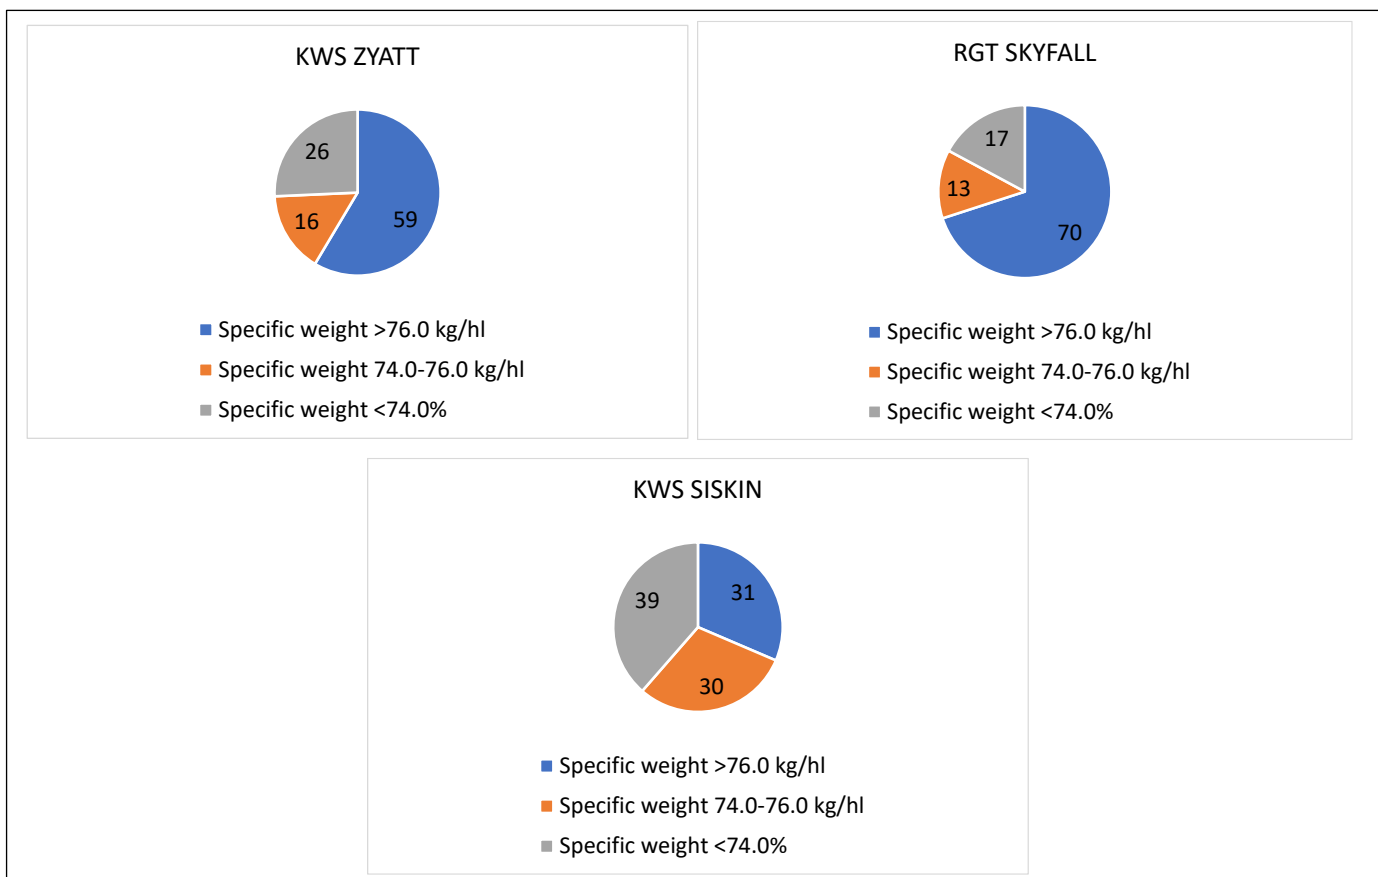 KWS ZYATT
26
16
59
Specific weight >76.0 kg/hl
Specific weight 74.0-76.0 kg/hl
Specific weight <74.0%
RGT SKYFALL
17
13
70
Specific weight >76.0 kg/hl
Specific weight 74.0-76.0 kg/hl
Specific weight <74.0%
KWS SISKIN
39
31
30
Specific weight >76.0 kg/hl
Specific weight 74.0-76.0 kg/hl
Specific weight <74.0%